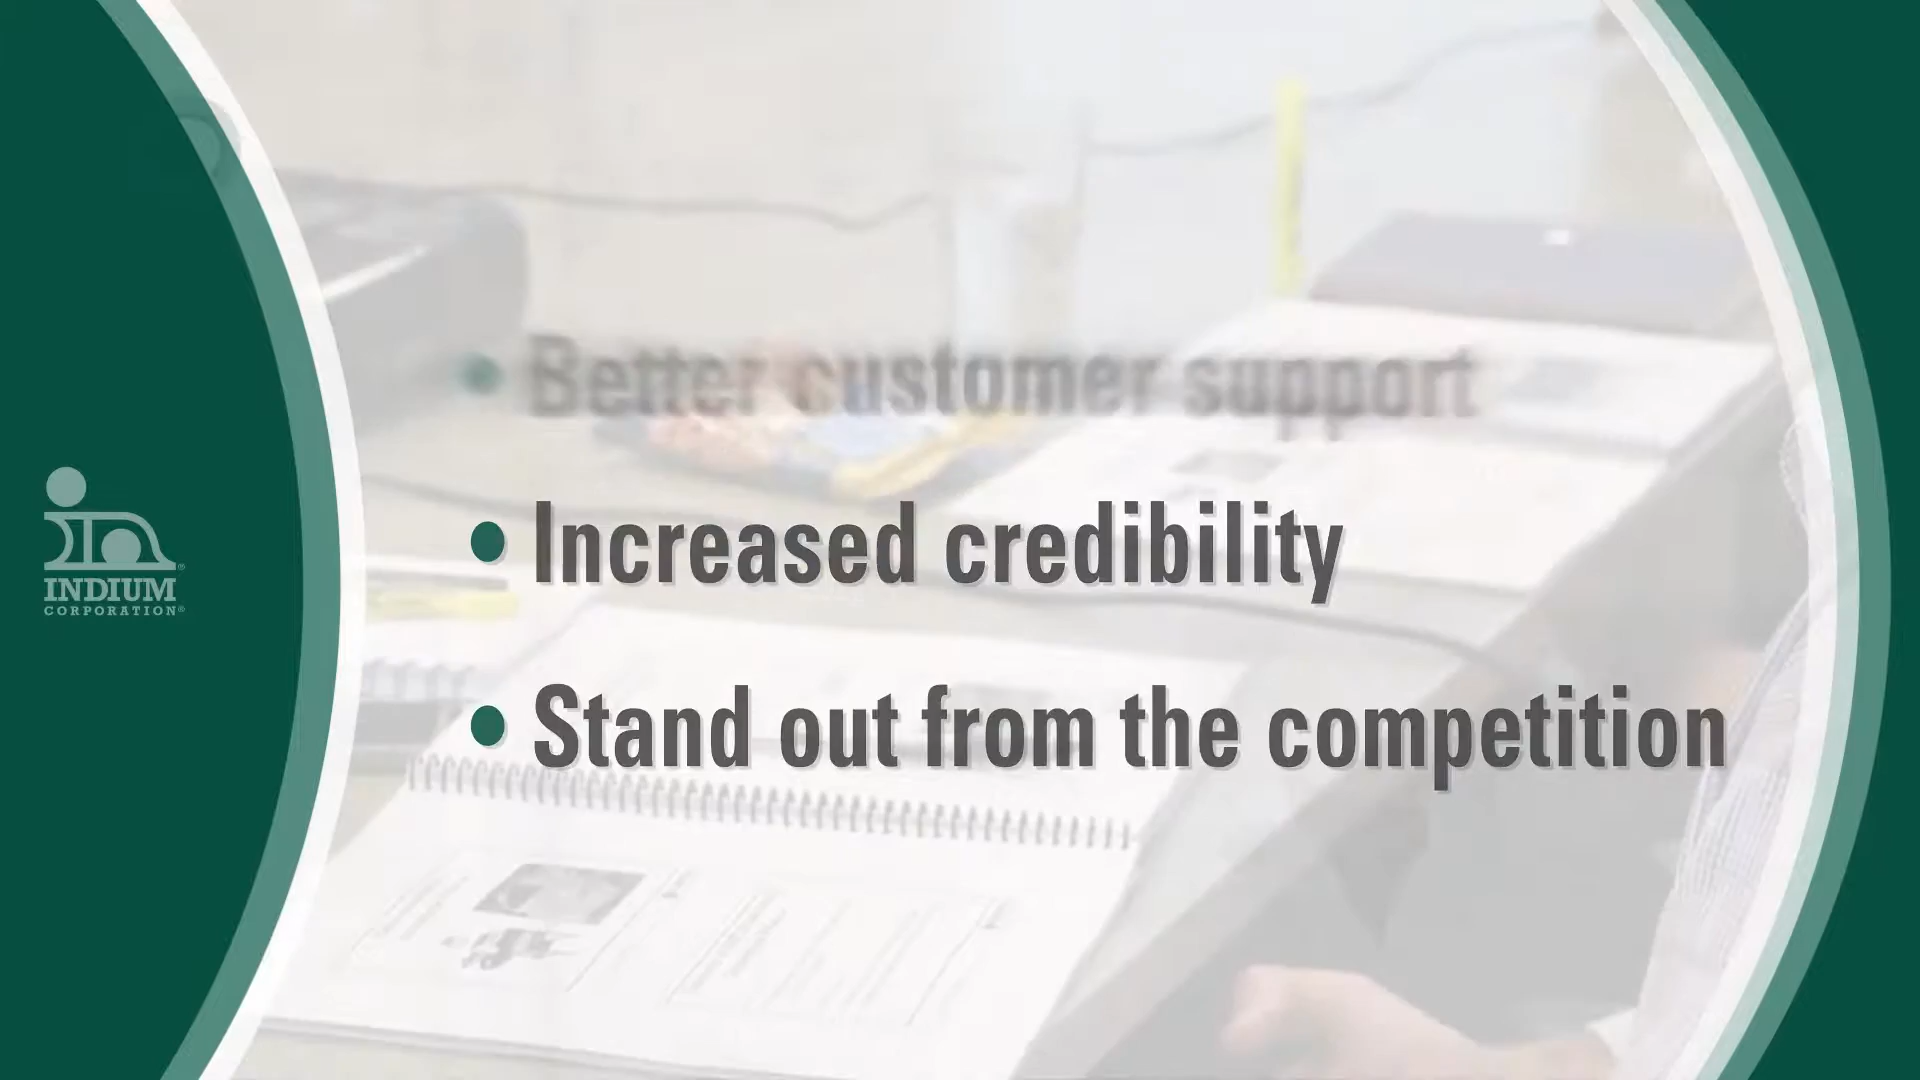 • Better customer support
• Increased credibility
• Stand out from the competition
INDIUM
CORPORATION®